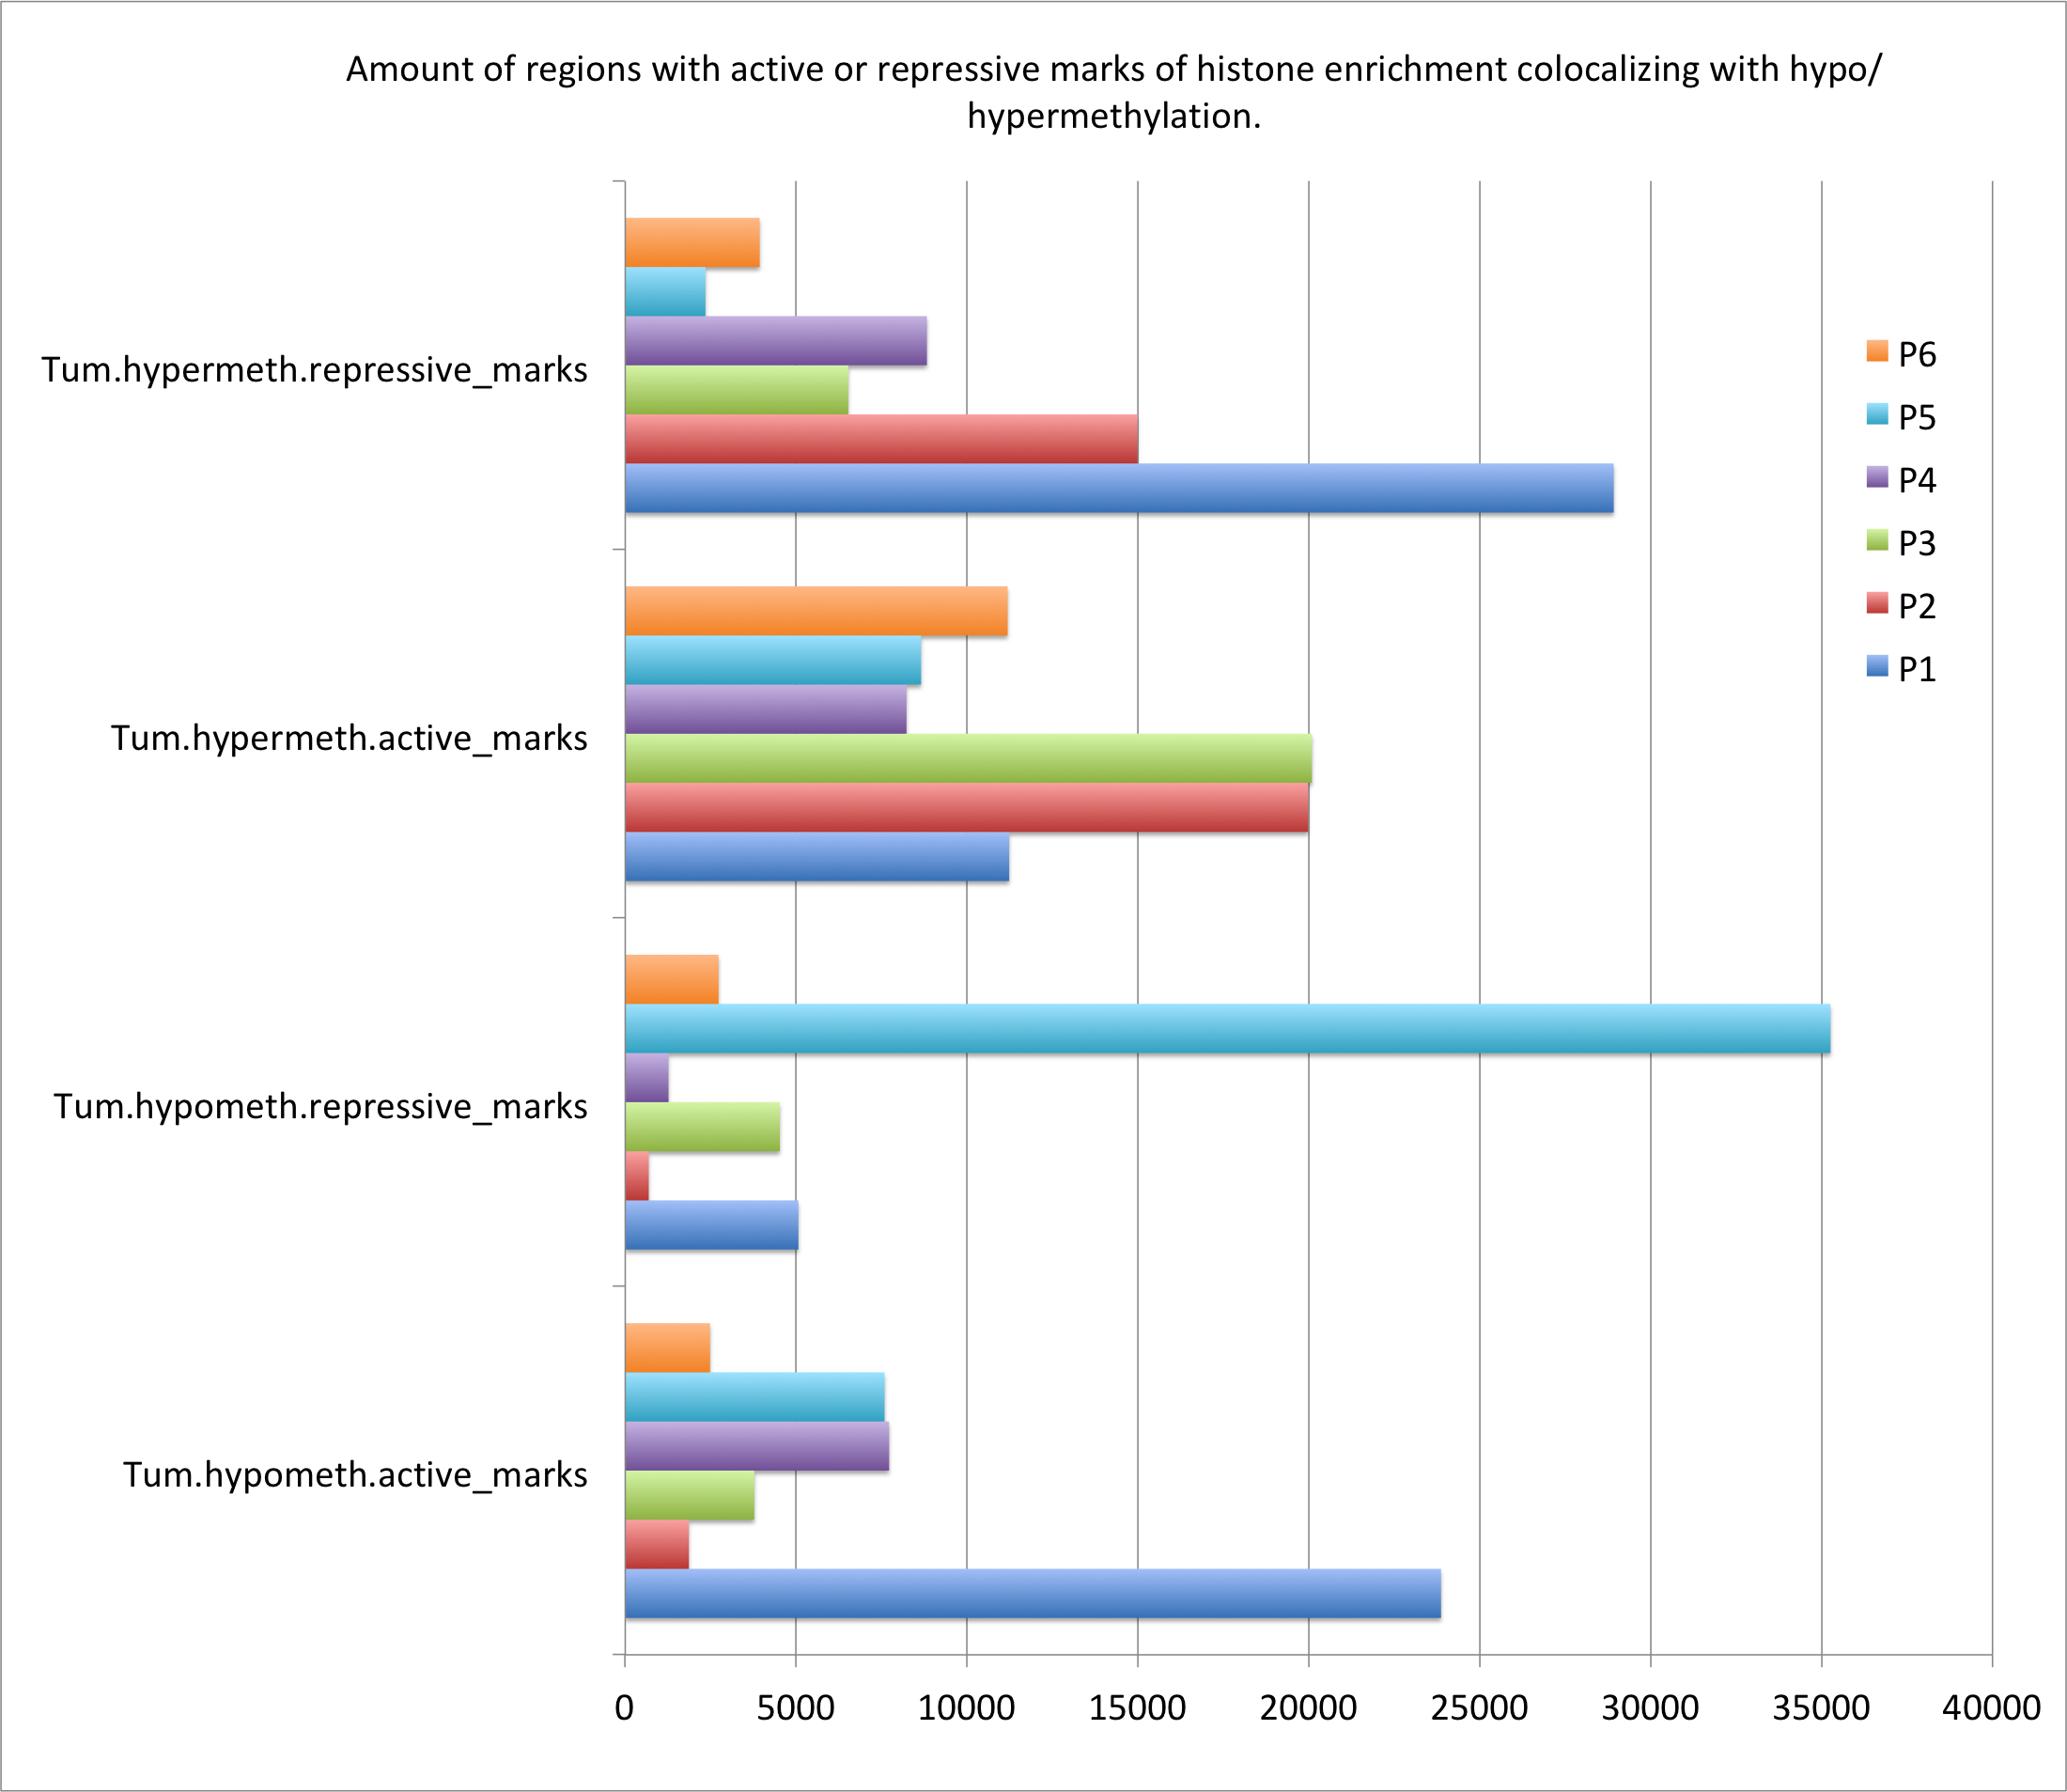 Amount of regions with active or repressive marks of histone enrichment colocalizing with hypo/
hypermethylation.
Tum.hypermeth.repressive_marks
Tum.hypermeth.active_marks
Tum.hypometh.repressive_marks
Tum.hypometh.active_marks
P6
P5
P4
P3
P2
P1
0 5000 10000 15000 20000 25000 30000 35000 40000